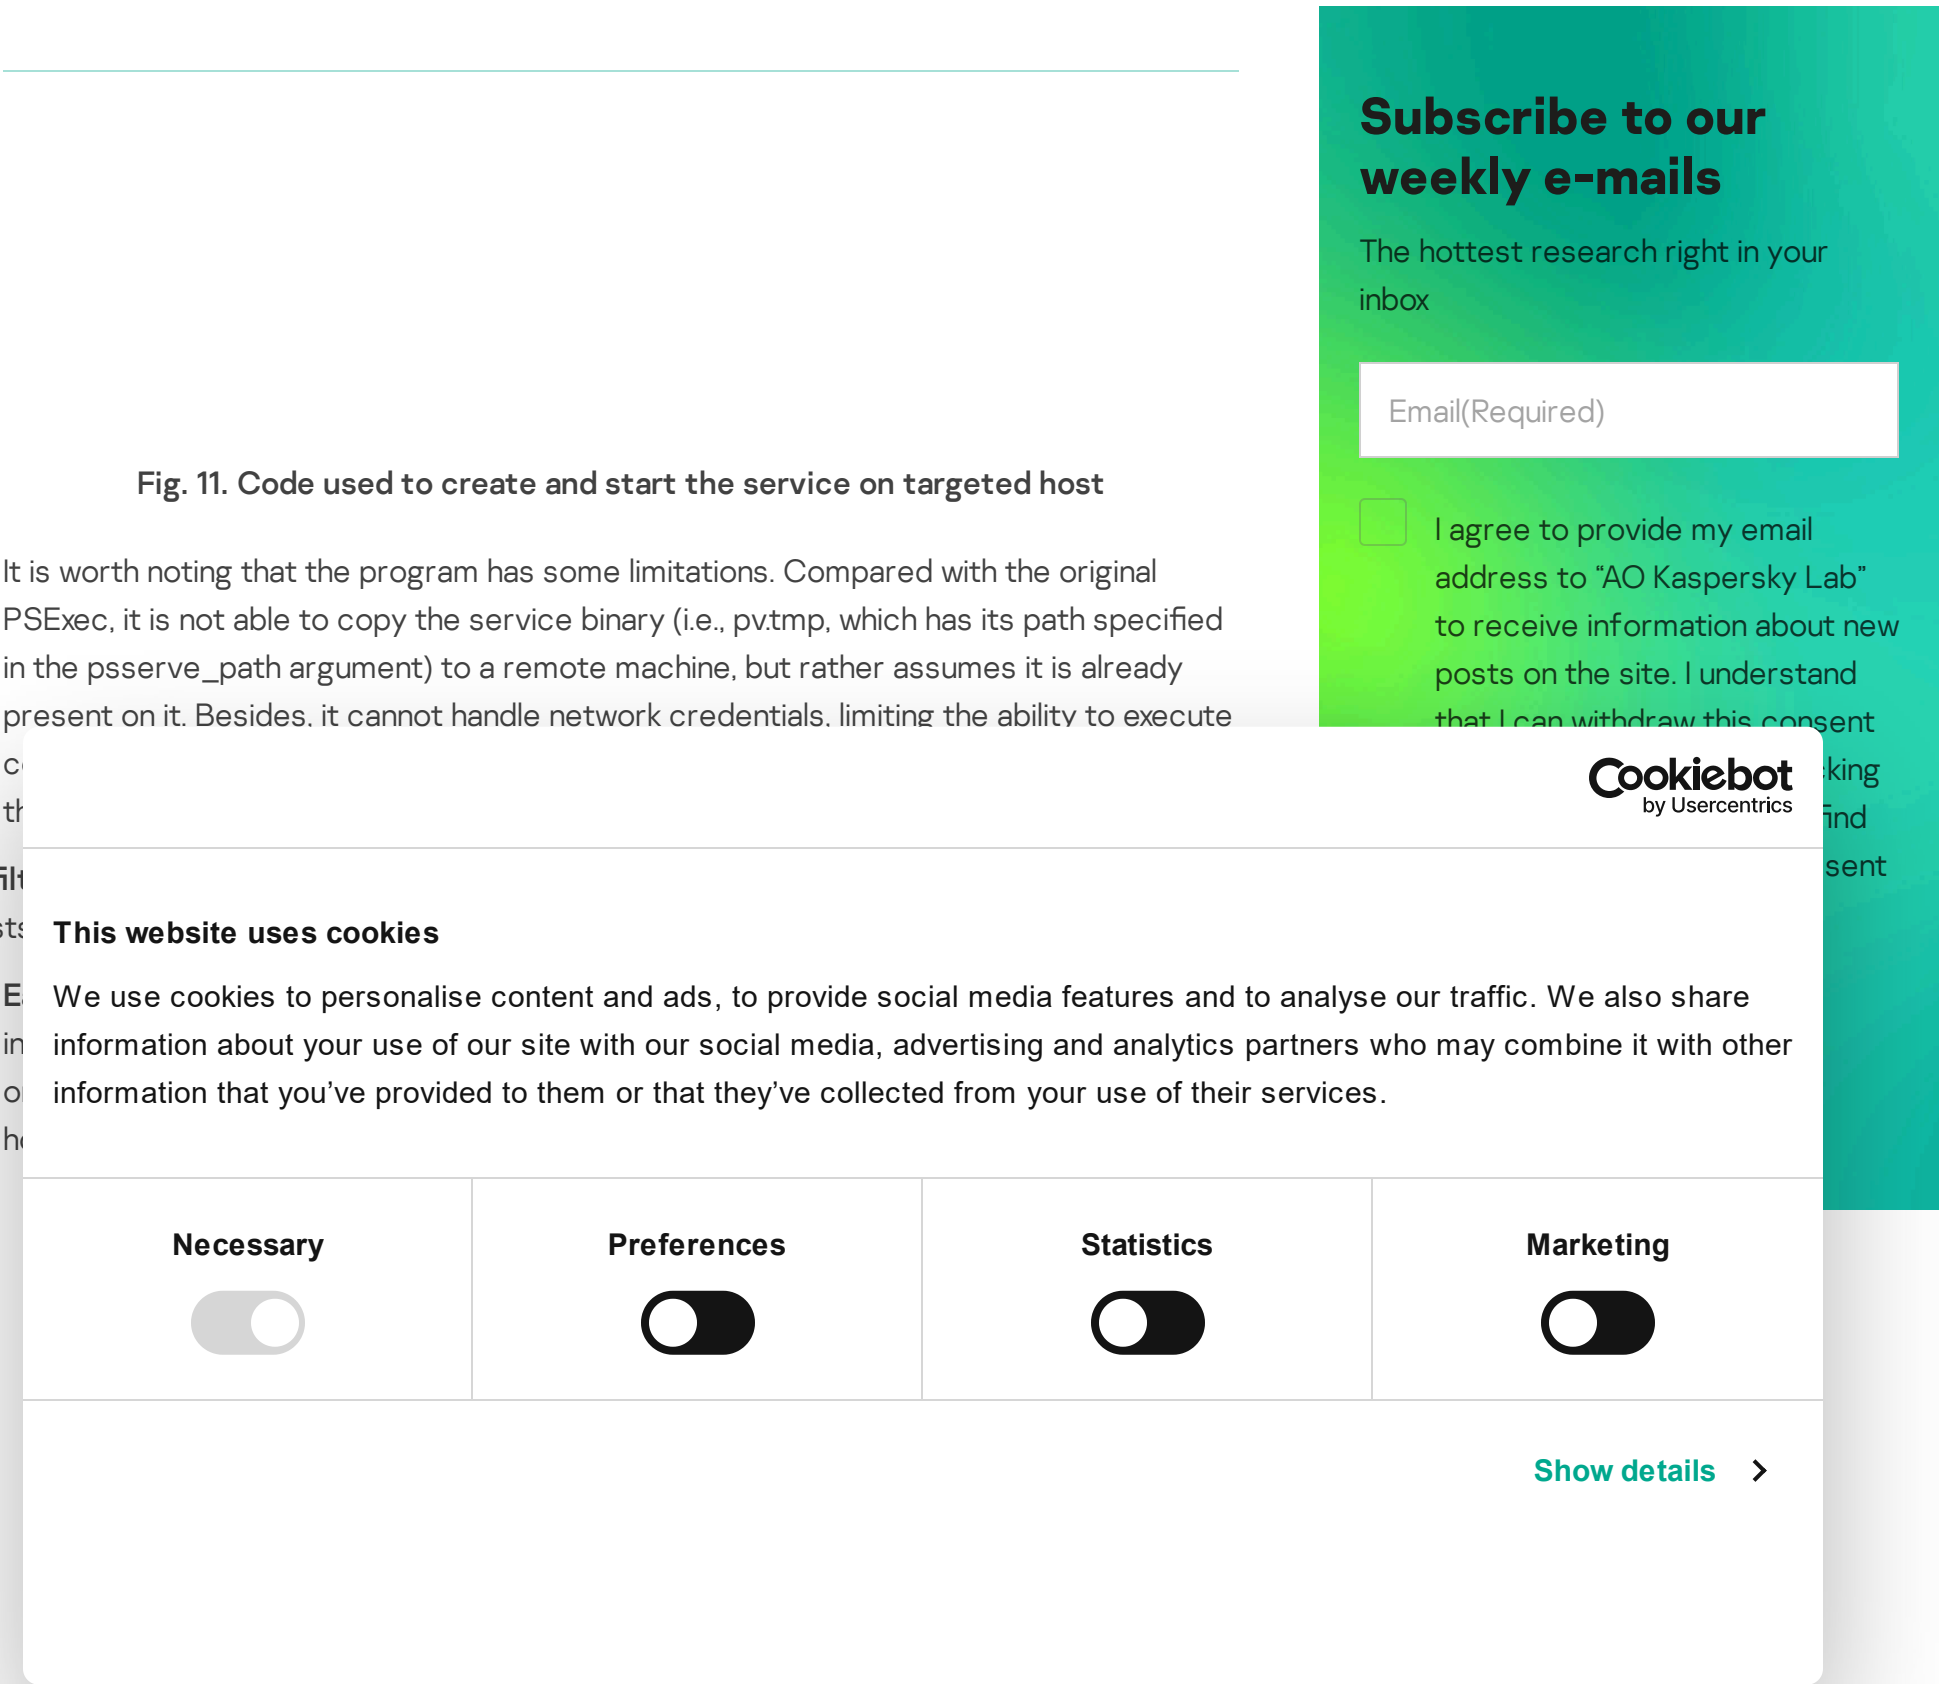 Fig. 11. Code used to create and start the service on targeted host
It is worth noting that the program has some limitations. Compared with the original
PSExec, it is not able to copy the service binary (i.e., pv.tmp, which has its path specified
in the psserve_path argument) to a remote machine, but rather assumes it is already
present on it. Besides, it cannot handle network credentials, limiting the ability to execute
Subscribe to our
weekly e-mails
The hottest research right in your
inbox
Email(Required)
I agree to provide my email
address to “AO Kaspersky Lab”
to receive information about new
posts on the site. I understand
that I can withdraw this consent
find
Cookiebot
by Usercentrics
This website uses cookies
We use cookies to personalise content and ads, to provide social media features and to analyse our traffic. We also share
information about your use of our site with our social media, advertising and analytics partners who may combine it with other
information that you’ve provided to them or that they’ve collected from your use of their services.
Necessary
Preferences
Statistics
Marketing
Show details